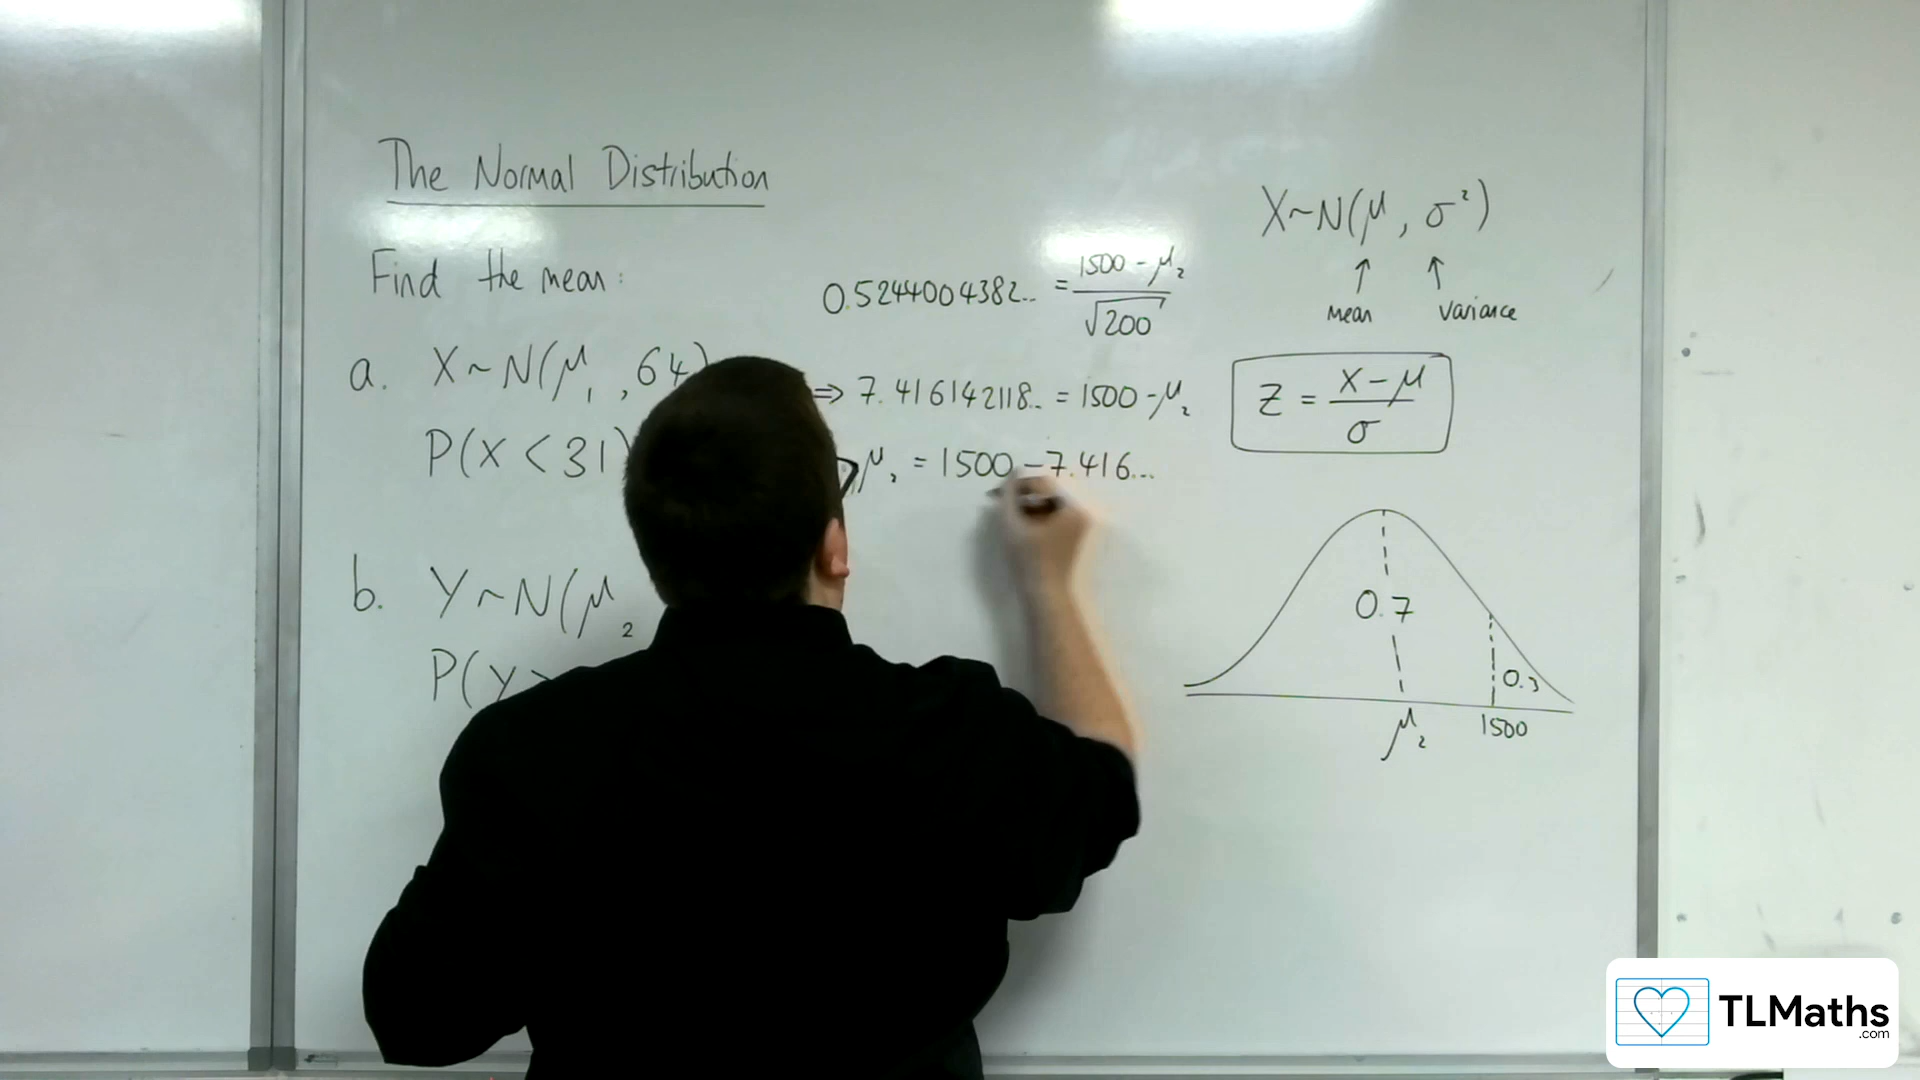 The Normal Distribution
Find the mean:
a. X~N(μ₁, 64)
P(X < 31)
b. Y~N(μ₂
P(Y>
0.5244004382.. = (1500 - μ₂)/√200
⇒ 7.416142118.. = 1500 - μ₂
μ₂ = 1500 - 7.416...
X~N(μ, σ²)
↑ ↑
mean variance
Z = (X - μ)/σ
0.7
0.3
μ₂ 1500
TLMaths
.com